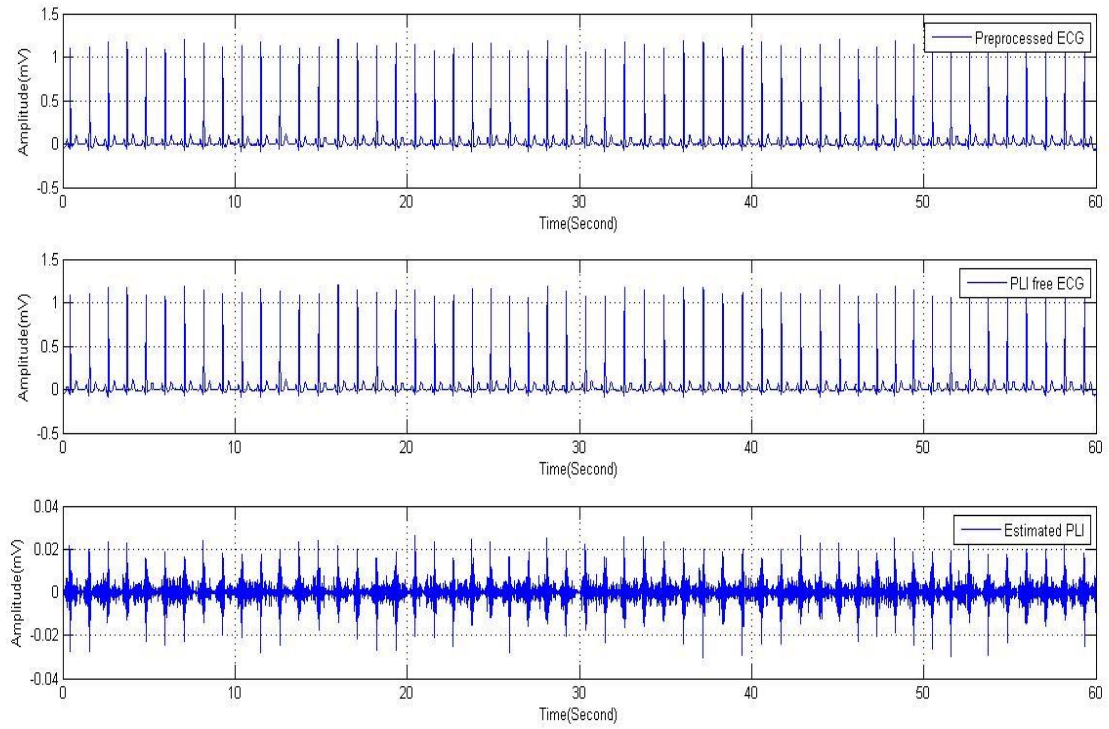 1.5
1
0.5
0
-0.5
Amplitude(mV)
Preprocessed ECG
0 10 20 30 40 50 60
Time(Second)
1.5
1
0.5
0
-0.5
Amplitude(mV)
PLI free ECG
0 10 20 30 40 50 60
Time(Second)
0.04
0.02
0
-0.02
-0.04
Amplitude(mV)
Estimated PLI
0 10 20 30 40 50 60
Time(Second)